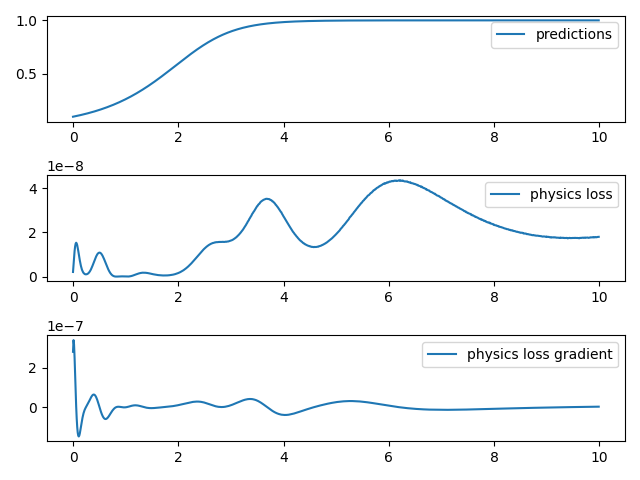 1.0
predictions
0.5
0 2 4 6 8 10
1e−8
4
physics loss
2
0
0 2 4 6 8 10
1e−7
physics loss gradient
2
0
0 2 4 6 8 10